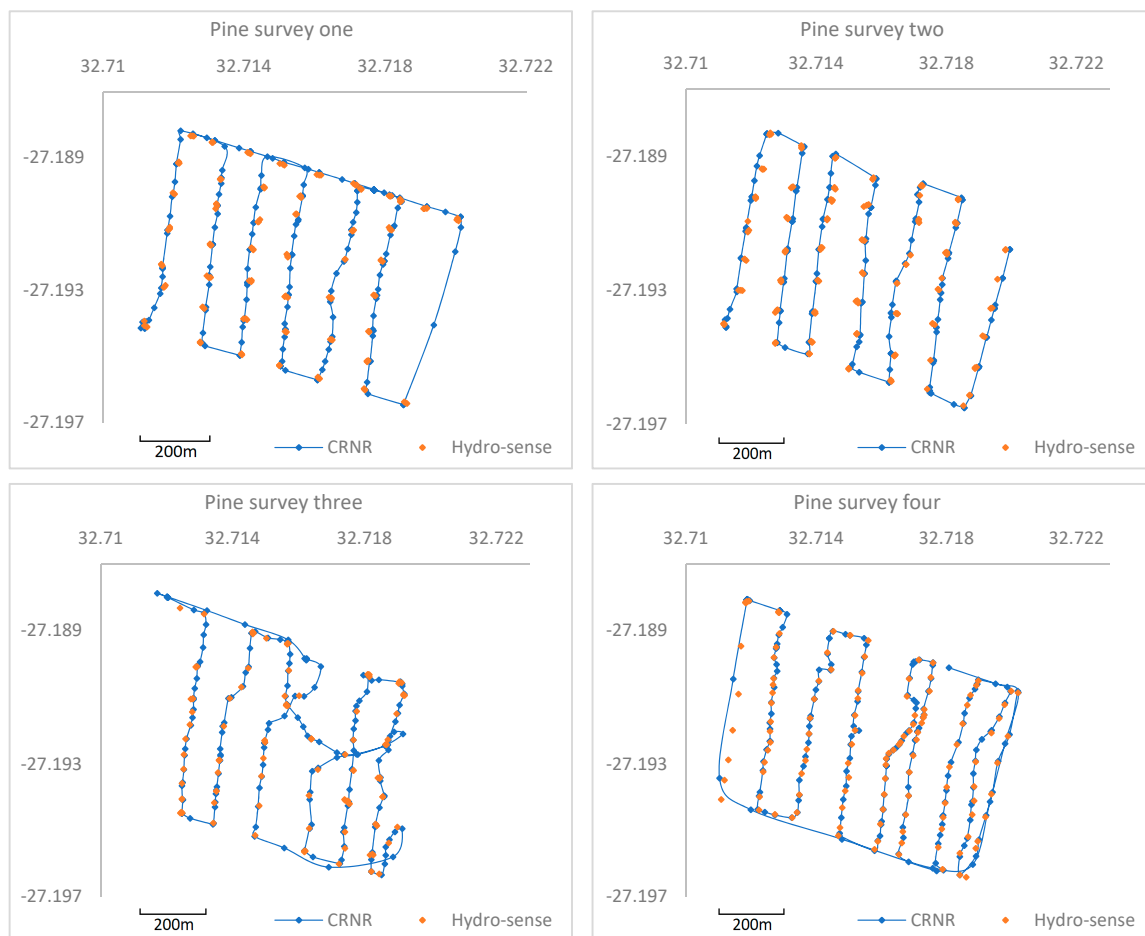 Pine survey one
32.71 32.714 32.718 32.722
-27.189
-27.193
-27.197
200m
CRNR Hydro-sense
Pine survey two
32.71 32.714 32.718 32.722
-27.189
-27.193
-27.197
200m
CRNR Hydro-sense
Pine survey three
32.71 32.714 32.718 32.722
-27.189
-27.193
-27.197
200m
CRNR Hydro-sense
Pine survey four
32.71 32.714 32.718 32.722
-27.189
-27.193
-27.197
200m
CRNR Hydro-sense